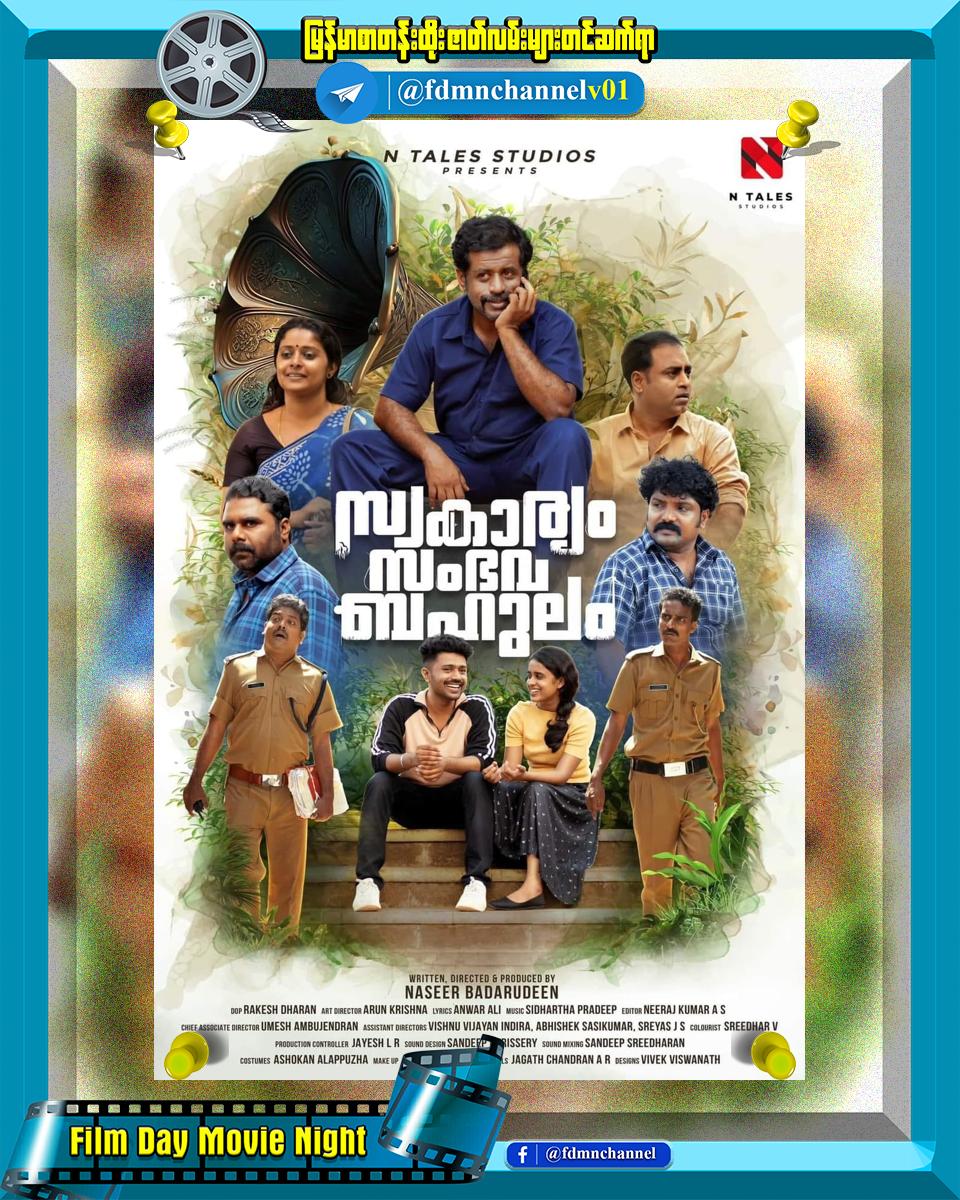 မြန်မာစာတန်းထိုးဇာတ်လမ်းများတင်ဆက်ရာ
@fdmnchannelv01
N TALES STUDIOS
PRESENTS
N TALES
STUDIOS
സ്വകാര്യം
സംഭവ
ബഹുലം
WRITTEN, DIRECTED & PRODUCED BY
NASEER BADARUDEEN
DOP RAKESH DHARAN ART DIRECTOR ARUN KRISHNA LYRICS ANWAR ALI MUSIC SIDHARTHA PRADEEP EDITOR NEERAJ KUMAR A S
CHIEF ASSOCIATE DIRECTOR UMESH AMBUJENDRAN ASSISTANT DIRECTORS VISHNU VIJAYAN INDIRA, ABHISHEK SASIKUMAR, SREYAS J S COLOURIST SREEDHAR V
PRODUCTION CONTROLLER JAYESH L R SOUND DESIGN SOUND MIXING SANDEEP SREEDHARAN
COSTUMES ASHOKAN ALAPPUZHA MAKE UP JAGATH CHANDRAN A R DESIGNS VIVEK VISWANATH
Film Day Movie Night
@fdmnchannel